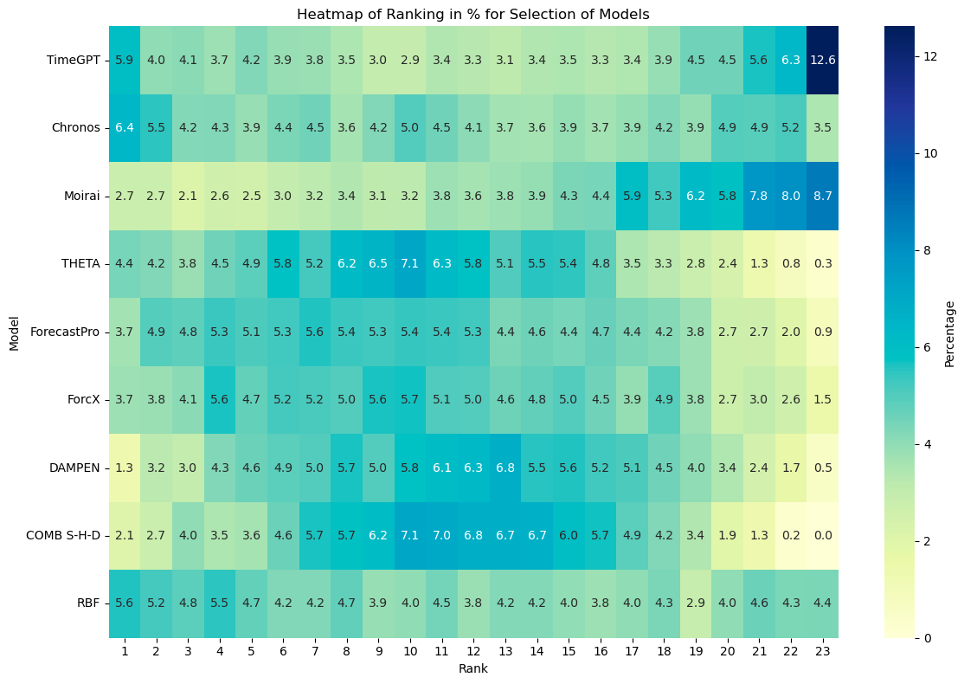 Heatmap of Ranking in % for Selection of Models
TimeGPT 5.9 4.0 4.1 3.7 4.2 3.9 3.8 3.5 3.0 2.9 3.4 3.3 3.1 3.4 3.5 3.3 3.4 3.9 4.5 4.5 5.6 6.3 12.6
Chronos 6.4 5.5 4.2 4.3 3.9 4.4 4.5 3.6 4.2 5.0 4.5 4.1 3.7 3.6 3.9 3.7 3.9 4.2 3.9 4.9 4.9 5.2 3.5
Moirai 2.7 2.7 2.1 2.6 2.5 3.0 3.2 3.4 3.1 3.2 3.8 3.6 3.8 3.9 4.3 4.4 5.9 5.3 6.2 5.8 7.8 8.0 8.7
THETA 4.4 4.2 3.8 4.5 4.9 5.8 5.2 6.2 6.5 7.1 6.3 5.8 5.1 5.5 5.4 4.8 3.5 3.3 2.8 2.4 1.3 0.8 0.3
ForecastPro 3.7 4.9 4.8 5.3 5.1 5.3 5.6 5.4 5.3 5.4 5.4 5.3 4.4 4.6 4.4 4.7 4.4 4.2 3.8 2.7 2.7 2.0 0.9
ForcX 3.7 3.8 4.1 5.6 4.7 5.2 5.2 5.0 5.6 5.7 5.1 5.0 4.6 4.8 5.0 4.5 3.9 4.9 3.8 2.7 3.0 2.6 1.5
DAMPEN 1.3 3.2 3.0 4.3 4.6 4.9 5.0 5.7 5.0 5.8 6.1 6.3 6.8 5.5 5.6 5.2 5.1 4.5 4.0 3.4 2.4 1.7 0.5
COMB S-H-D 2.1 2.7 4.0 3.5 3.6 4.6 5.7 5.7 6.2 7.1 7.0 6.8 6.7 6.7 6.0 5.7 4.9 4.2 3.4 1.9 1.3 0.2 0.0
RBF 5.6 5.2 4.8 5.5 4.7 4.2 4.2 4.7 3.9 4.0 4.5 3.8 4.2 4.2 4.0 3.8 4.0 4.3 2.9 4.0 4.6 4.3 4.4
1 2 3 4 5 6 7 8 9 10 11 12 13 14 15 16 17 18 19 20 21 22 23
Rank
Model
12
10
8
6
4
2
0
Percentage